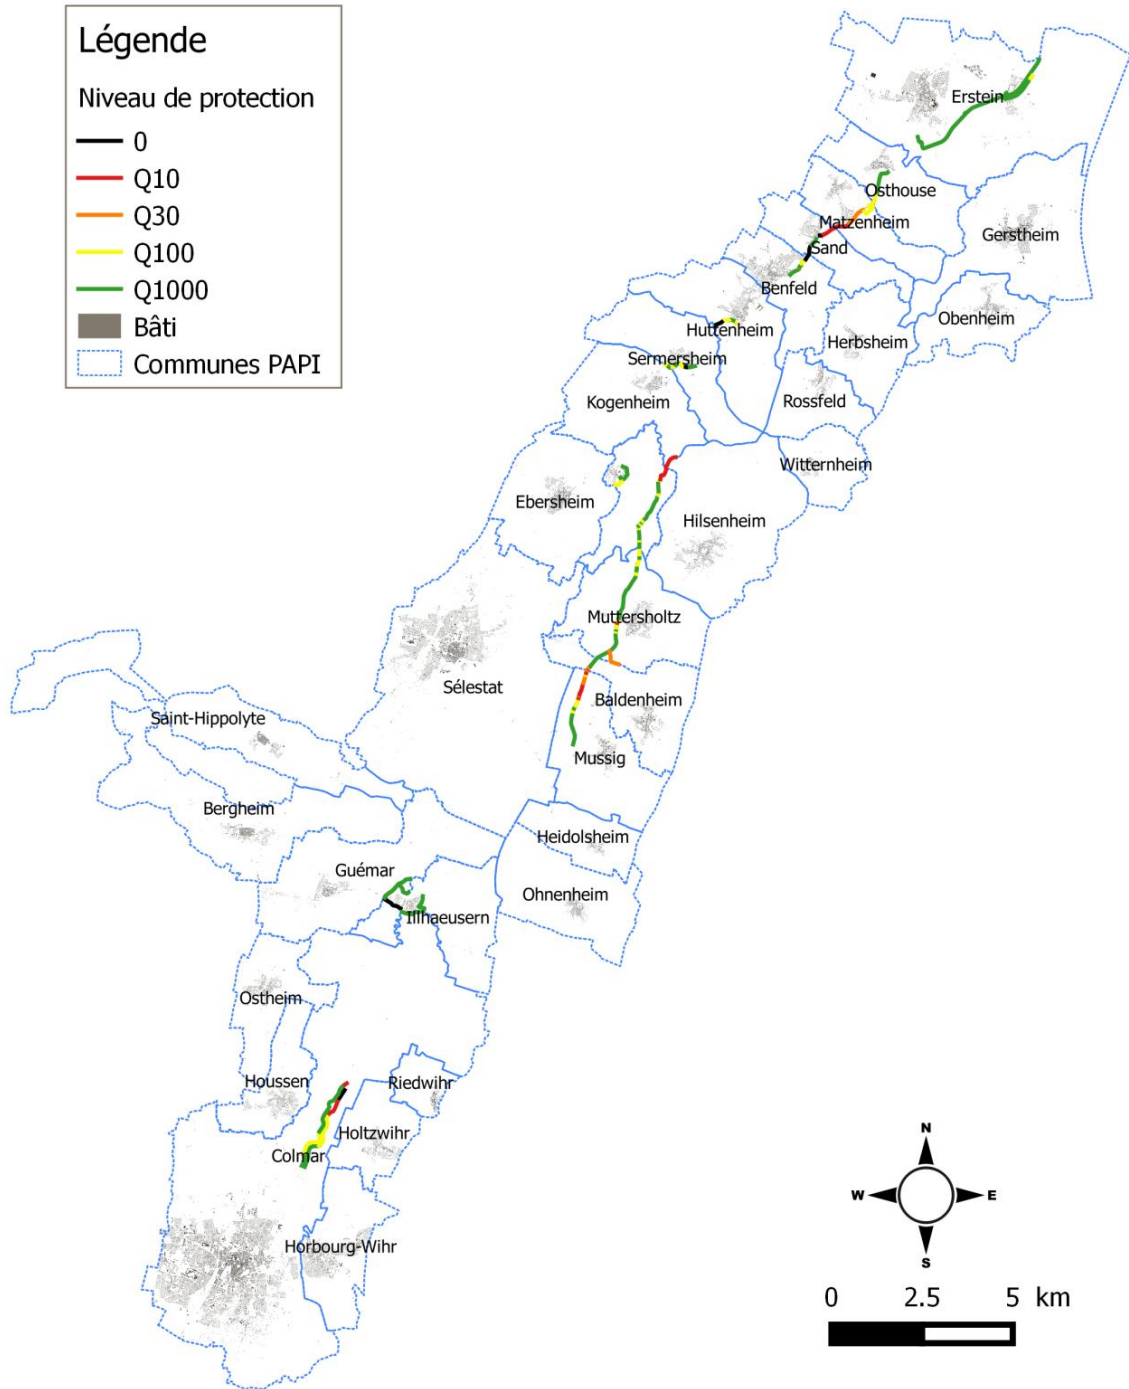 Légende
Niveau de protection
0
Q10
Q30
Q100
Q1000
Bâti
Communes PAPI
Erstein
Osthouse
Matzenheim
Sand
Gerstheim
Benfeld
Obenheim
Huttenheim
Herbsheim
Sermersheim
Kogenheim
Rossfeld
Witternheim
Ebersheim
Hilsenheim
Muttersholtz
Sélestat
Baldenheim
Saint-Hippolyte
Mussig
Bergheim
Heidolsheim
Guémar
Ohnenheim
Illhaeusern
Ostheim
Houssen
Riedwihr
Holtzwihr
Colmar
Horbourg-Wihr
N
W E
S
0 2.5 5 km